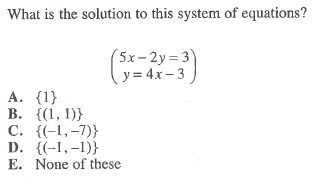 What is the solution to this system of equations?
5x – 2y = 3
y = 4x – 3
A. {1}
B. {(1, 1)}
C. {(–1, –7)}
D. {(–1, –1)}
E. None of these